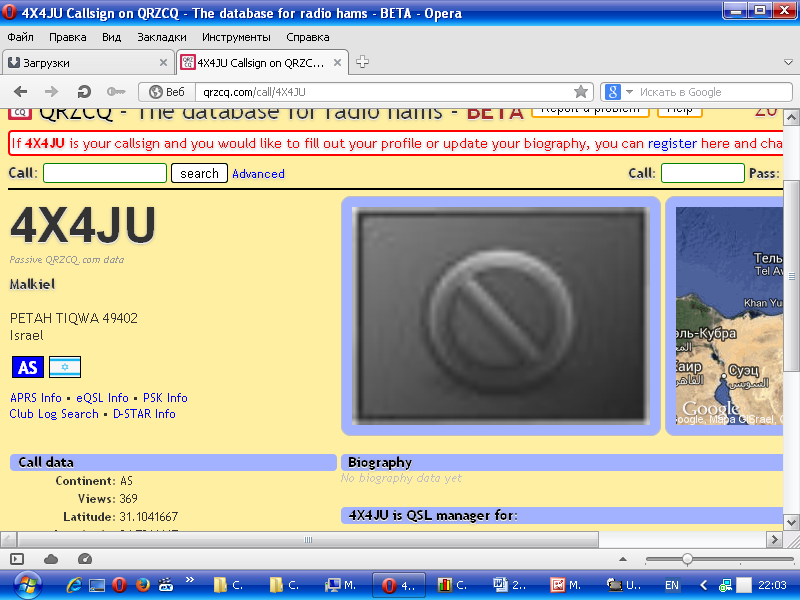 4X4JU Callsign on QRZCQ - The database for radio hams - BETA - Opera
Файл Правка Вид Закладки Инструменты Справка
Загрузки
4X4JU Callsign on QRZC...
Веб
qrzcq.com/call/4X4JU
Искать в Google
QRZCQ - The database for radio hams - BETA
Report a problem
Help
If 4X4JU is your callsign and you would like to fill out your profile or update your biography, you can register here and cha
Call: search Advanced Call: Pass:
4X4JU
Passive QRZCQ.com data
Malkiel
PETAH TIQWA 49402
Israel
AS
APRS Info • eQSL Info • PSK Info
Club Log Search • D-STAR Info
Тель
Tel Av
Khan Yu
эль-Кубра
Каир
القاهرة
Суэц
السويس
Google
Call data
Continent: AS
Views: 369
Latitude: 31.1041667
Biography
No biography data yet
4X4JU is QSL manager for:
C.. C.. M.. 4.. C.. 2.. M.. U.. EN 22:03